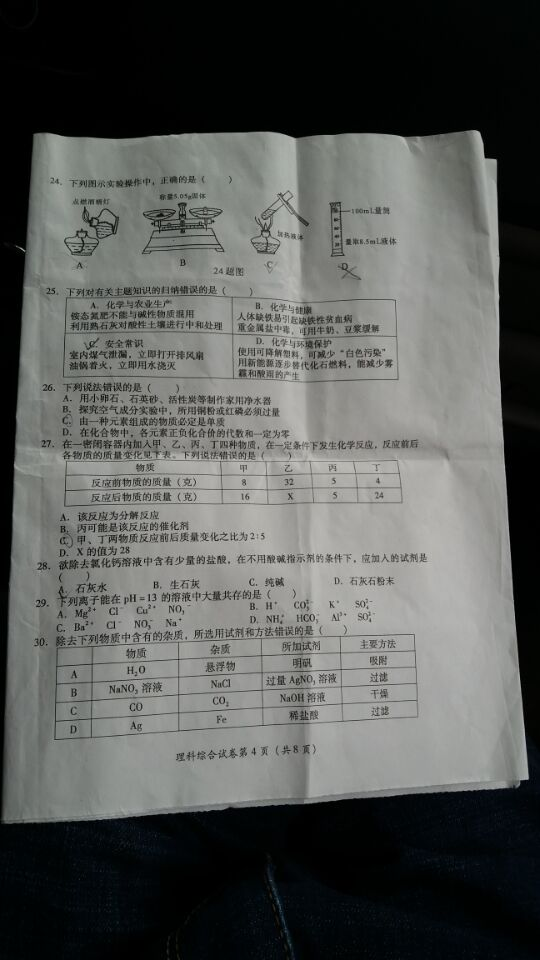 24. 下列图示实验操作中，正确的是（　　）
点燃酒精灯
称量5.05g固体
加热液体
100mL量筒
量取8.5mL液体
A B C D
24题图
25. 下列对有关主题知识的归纳错误的是（　　）
A. 化学与农业生产
铵态氮肥不能与碱性物质混用
利用熟石灰对酸性土壤进行中和处理
B. 化学与健康
人体缺铁易引起缺铁性贫血病
重金属盐中毒，可用牛奶、豆浆缓解
C. 安全常识
室内煤气泄漏，立即打开排风扇
油锅着火，立即用水浇灭
D. 化学与环境保护
使用可降解塑料，可减少“白色污染”
用新能源逐步替代化石燃料，能减少雾
霾和酸雨的产生
26. 下列说法错误的是（　　）
A. 用小卵石、石英砂、活性炭等制作家用净水器
B. 探究空气成分实验中，所用铜粉或红磷必须过量
C. 由一种元素组成的物质必定是单质
D. 在化合物中，各元素正负化合价的代数和一定为零
27. 在一密闭容器内加入甲、乙、丙、丁四种物质，在一定条件下发生化学反应，反应前后
各物质的质量变化见下表。下列说法错误的是（　　）
物质 甲 乙 丙 丁
反应前物质的质量（克） 8 32 5 4
反应后物质的质量（克） 16 X 5 24
A. 该反应为分解反应
B. 丙可能是该反应的催化剂
C. 甲、丁两物质反应前后质量变化之比为2:5
D. X的值为28
28. 欲除去氯化钙溶液中含有少量的盐酸，在不用酸碱指示剂的条件下，应加入的试剂是
（　　）
A. 石灰水 B. 生石灰 C. 纯碱 D. 石灰石粉末
29. 下列离子能在pH=13的溶液中大量共存的是（　　）
A. Mg²⁺ Cl⁻ Cu²⁺ NO₃⁻ B. H⁺ CO₃²⁻ K⁺ SO₄²⁻
C. Ba²⁺ Cl⁻ NO₃⁻ Na⁺ D. NH₄⁺ HCO₃⁻ Al³⁺ SO₄²⁻
30. 除去下列物质中含有的杂质，所选用试剂和方法错误的是（　　）
物质 杂质 所加试剂 主要方法
A H₂O 悬浮物 明矾 吸附
B NaNO₃溶液 NaCl 过量AgNO₃溶液 过滤
C CO CO₂ NaOH溶液 干燥
D Ag Fe 稀盐酸 过滤
理科综合试卷第4页（共8页）